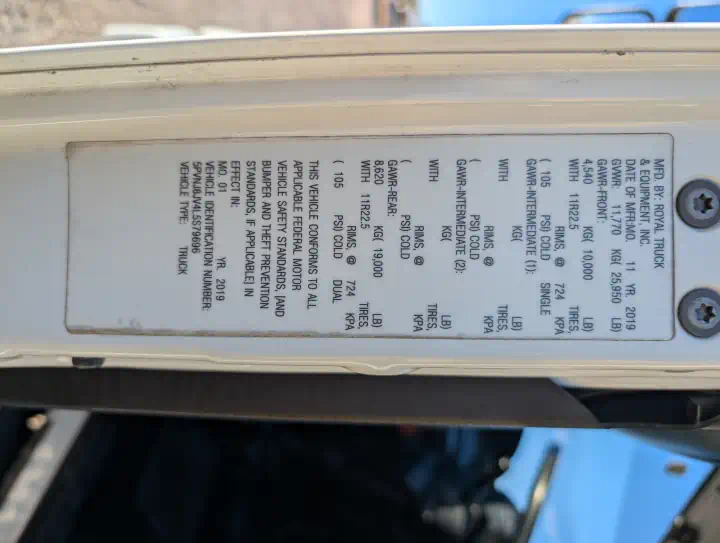 MFD. BY: ROYAL TRUCK
& EQUIPMENT, INC.
DATE OF MFR/MO. 11 YR. 2019
GVWR: 11,770 KG( 25,950 LB)
GAWR-FRONT:
4,540 KG( 10,000 LB)
WITH 11R22.5 TIRES,
RIMS, @ 724 KPA
( 105 PSI) COLD SINGLE
GAWR-INTERMEDIATE (1):
KG( LB)
WITH TIRES,
RIMS, @ KPA
( PSI) COLD
GAWR-INTERMEDIATE (2):
KG( LB)
WITH TIRES,
RIMS, @ KPA
( PSI) COLD
GAWR-REAR:
8,620 KG( 19,000 LB)
WITH 11R22.5 TIRES,
RIMS, @ 724 KPA
( 105 PSI) COLD DUAL
THIS VEHICLE CONFORMS TO ALL
APPLICABLE FEDERAL MOTOR
VEHICLE SAFETY STANDARDS, [AND
BUMPER AND THEFT PREVENTION
STANDARDS, IF APPLICABLE] IN
EFFECT IN:
MO. 01 YR. 2019
VEHICLE IDENTIFICATION NUMBER:
5PVNJ8JV4L5S79696
VEHICLE TYPE: TRUCK